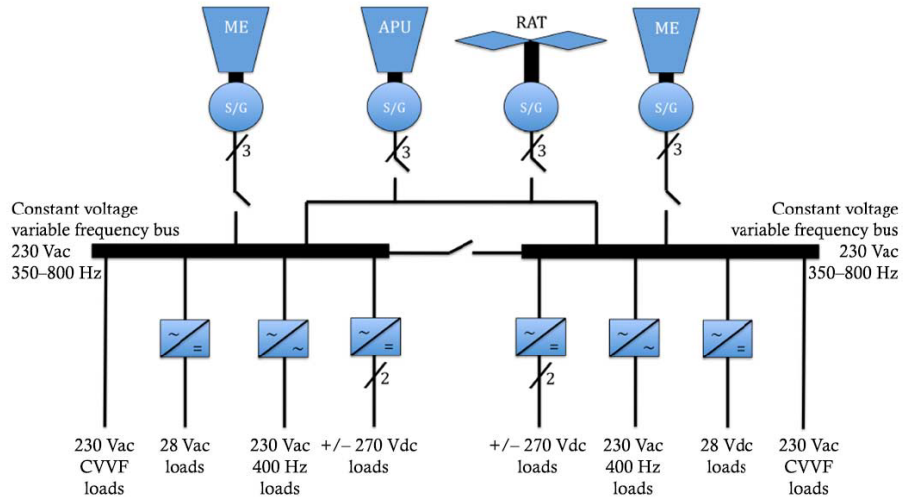 ME
APU
RAT
ME
S/G
S/G
S/G
S/G
3
3
3
3
Constant voltage
variable frequency bus
230 Vac
350–800 Hz
Constant voltage
variable frequency bus
230 Vac
350–800 Hz
~
=
~
~
~
=
~
=
~
~
~
=
2
2
230 Vac
CVVF
loads
28 Vac
loads
230 Vac
400 Hz
loads
+/– 270 Vdc
loads
+/– 270 Vdc
loads
230 Vac
400 Hz
loads
28 Vdc
loads
230 Vac
CVVF
loads